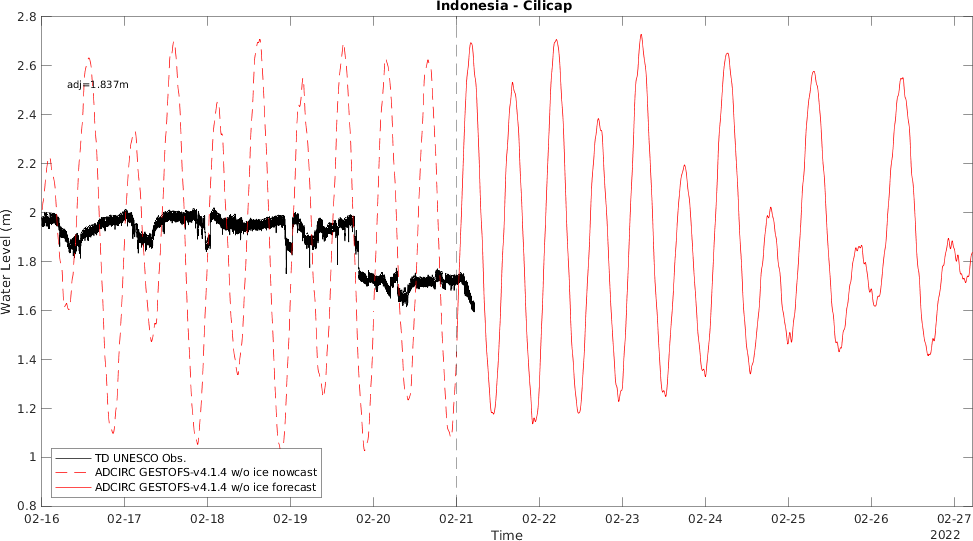 Indonesia - Cilicap
2.8
2.6
2.4
2.2
2
1.8
1.6
1.4
1.2
1
0.8
Water Level (m)
adj=1.837m
TD UNESCO Obs.
ADCIRC GESTOFS-v4.1.4 w/o ice nowcast
ADCIRC GESTOFS-v4.1.4 w/o ice forecast
02-16 02-17 02-18 02-19 02-20 02-21 02-22 02-23 02-24 02-25 02-26 02-27
Time
2022